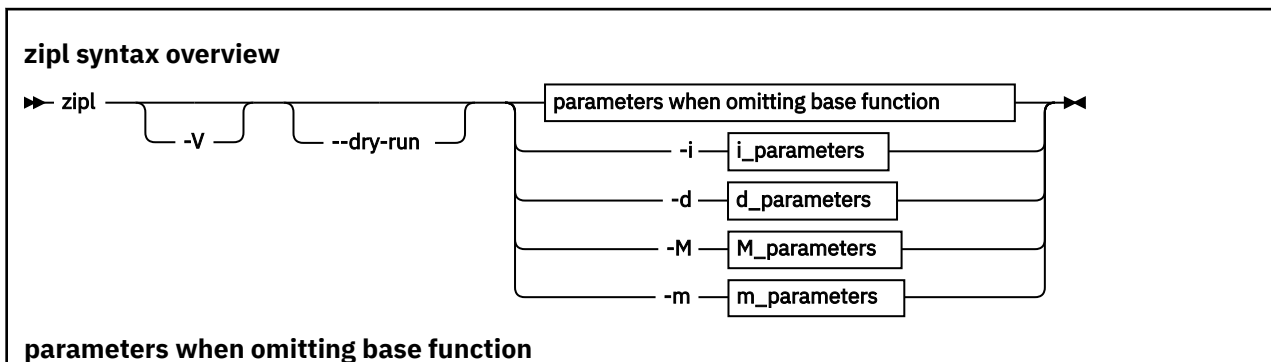 zipl syntax overview
zipl
-V
--dry-run
parameters when omitting base function
-i i_parameters
-d d_parameters
-M M_parameters
-m m_parameters
parameters when omitting base function